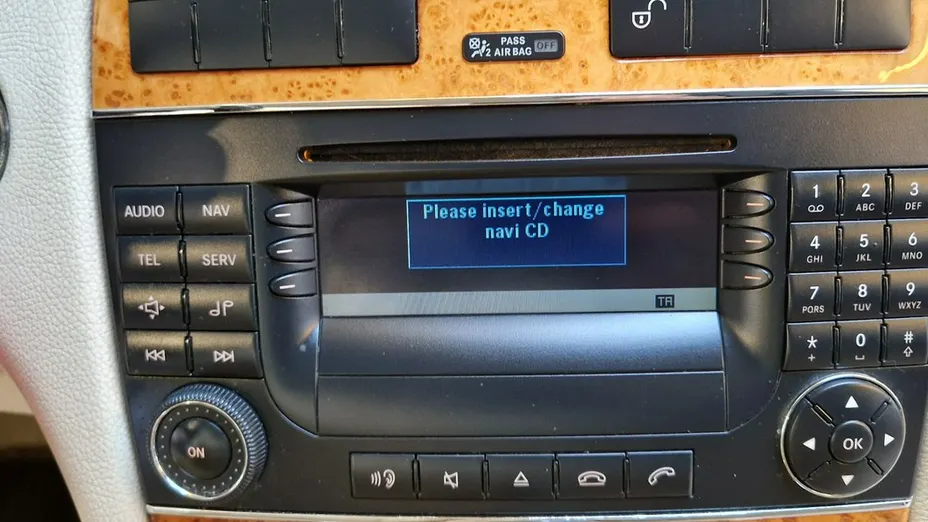 PASS
2 AIR BAG OFF
Please insert/change
navi CD
TA
AUDIO NAV
TEL SERV
1
2 ABC
3 DEF
4 GHI
5 JKL
6 MNO
7 PQRS
8 TUV
9 WXYZ
*
+
0
#
ON
OK